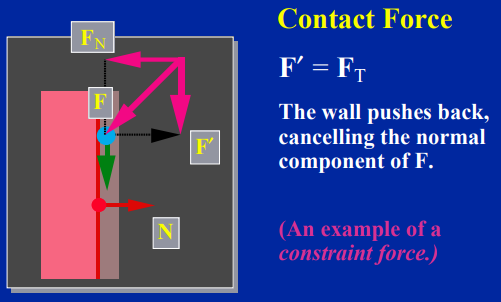 Contact Force
F′ = F_T
The wall pushes back,
cancelling the normal
component of F.
(An example of a
constraint force.)
F_N
F
F′
N